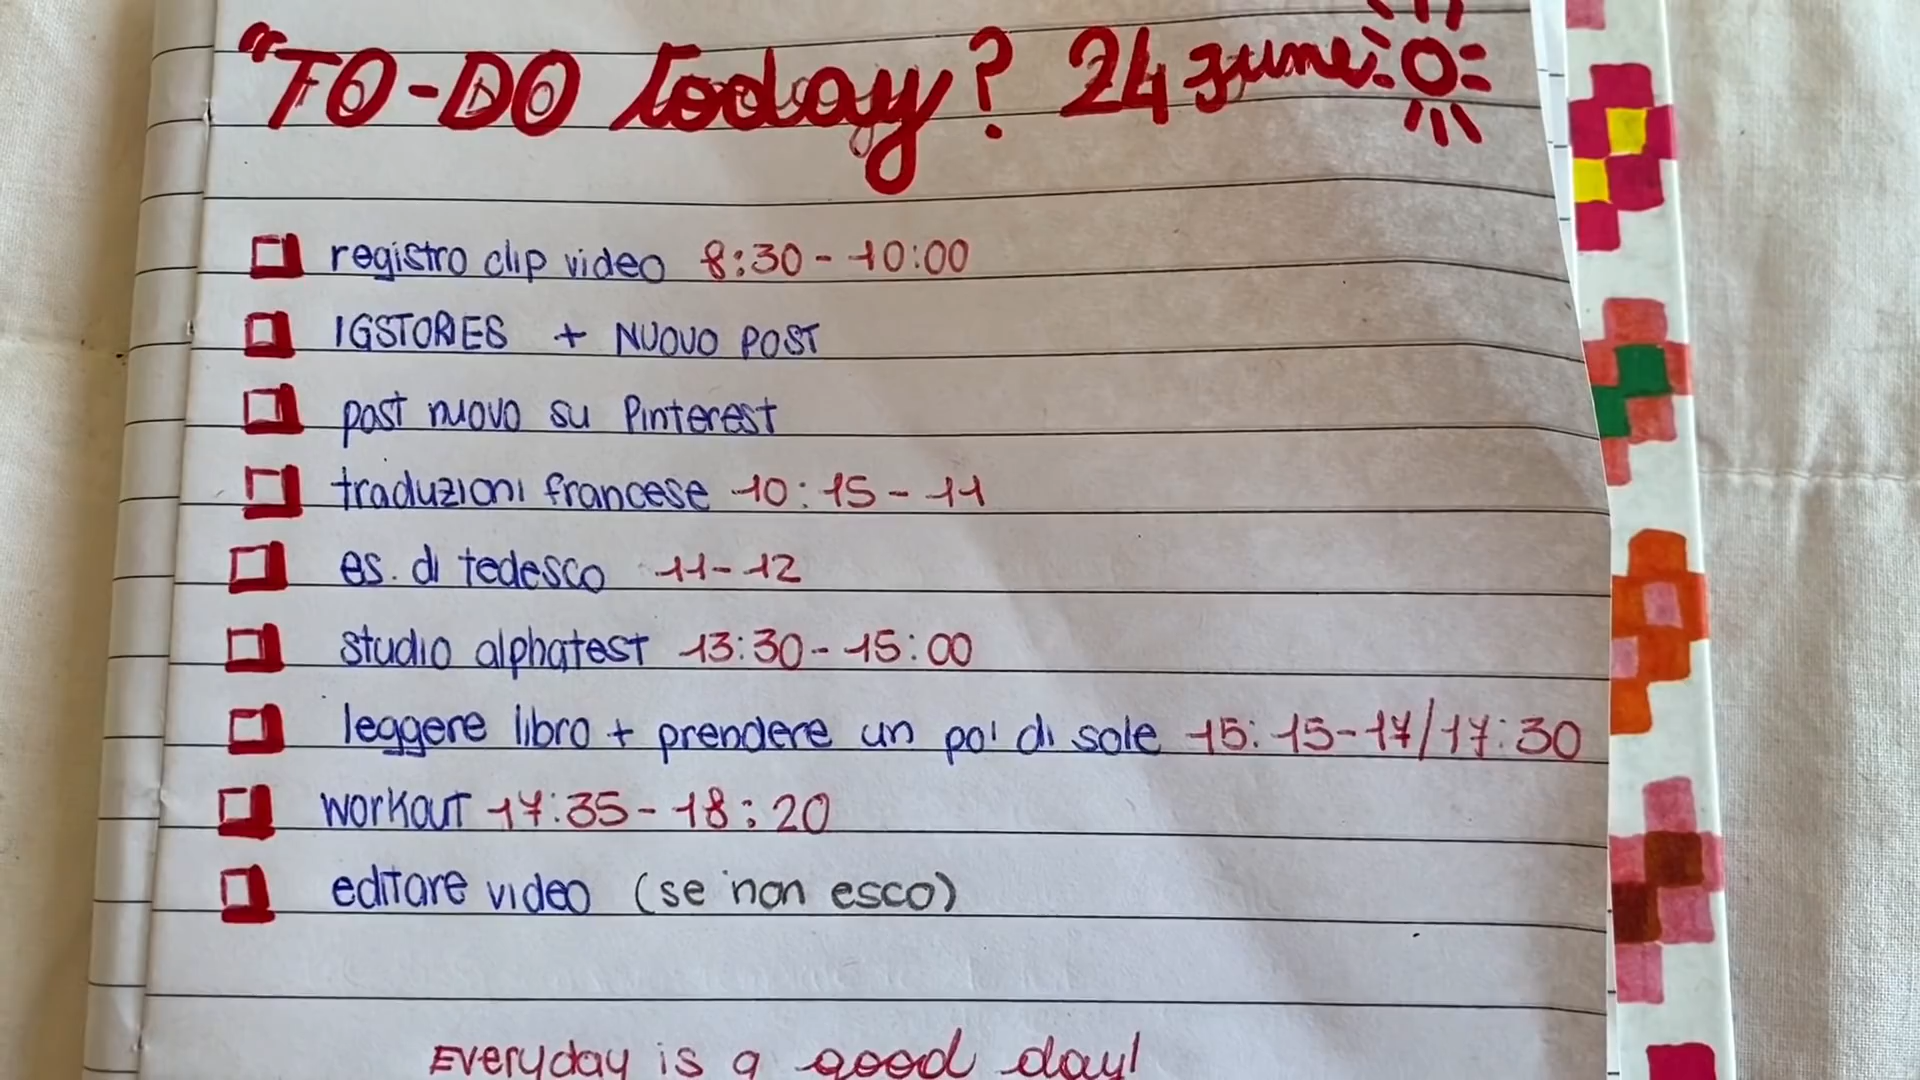 "TO-DO today? 24 june
registro clip video 8:30-10:00
IGSTORIES + NUOVO POST
post nuovo su Pinterest
traduzioni francese 10:15-11
es. di tedesco 11-12
studio alphatest 13:30-15:00
leggere libro + prendere un po' di sole 15:15-17/17:30
workout 17:35-18:20
editare video (se non esco)
Everyday is a good day!